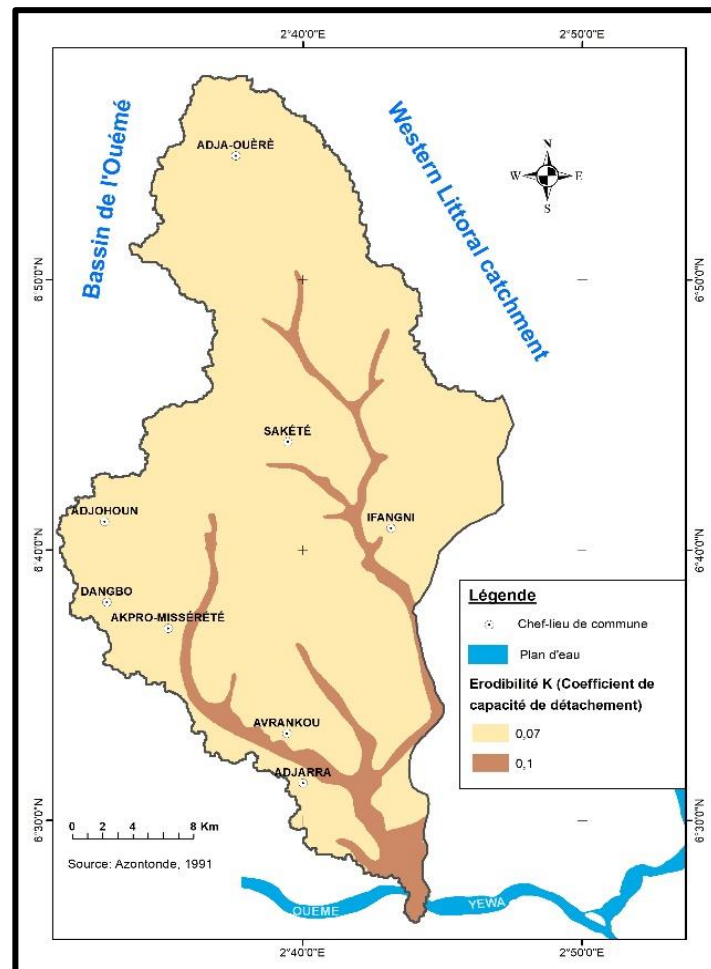 2°40'0"E
2°50'0"E
Bassin de l'Ouémé
Western Littoral catchment
N
W
E
S
ADJA-OUÈRÈ
6°50'0"N
6°50'0"N
SAKÉTÉ
ADJOHOUN
IFANGNI
6°40'0"N
6°40'0"N
DANGBO
AKPRO-MISSÉRÉTÉ
Légende
Chef-lieu de commune
Plan d'eau
Erodibilité K (Coefficient de
capacité de détachement)
0,07
0,1
AVRANKOU
ADJARRA
6°30'0"N
6°30'0"N
0 2 4 8 Km
Source: Azontonde, 1991
OUEME
YEWA
2°40'0"E
2°50'0"E